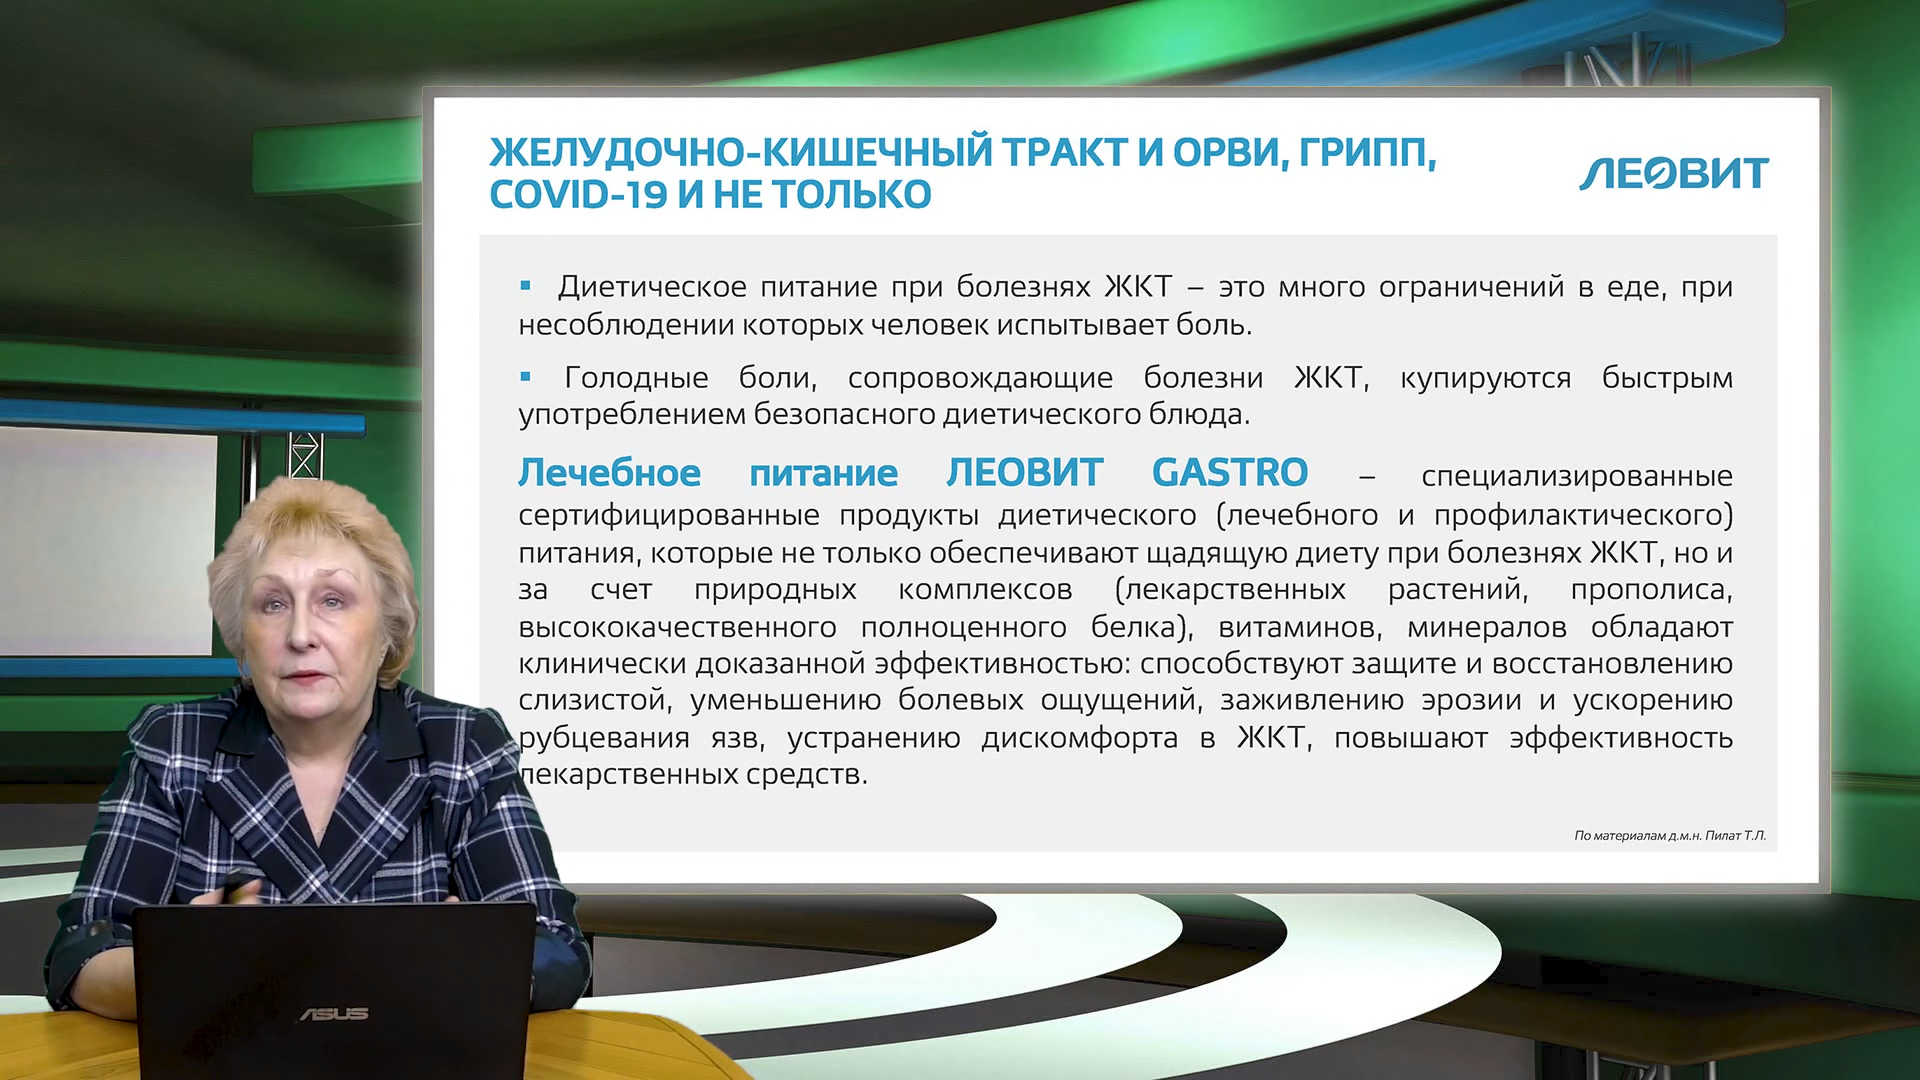 ЖЕЛУДОЧНО-КИШЕЧНЫЙ ТРАКТ И ОРВИ, ГРИПП,
COVID-19 И НЕ ТОЛЬКО
ЛЕОВИТ
▪ Диетическое питание при болезнях ЖКТ – это много ограничений в еде, при
несоблюдении которых человек испытывает боль.
▪ Голодные боли, сопровождающие болезни ЖКТ, купируются быстрым
употреблением безопасного диетического блюда.
Лечебное питание ЛЕОВИТ GASTRO – специализированные
сертифицированные продукты диетического (лечебного и профилактического)
питания, которые не только обеспечивают щадящую диету при болезнях ЖКТ, но и
за счет природных комплексов (лекарственных растений, прополиса,
высококачественного полноценного белка), витаминов, минералов обладают
клинически доказанной эффективностью: способствуют защите и восстановлению
слизистой, уменьшению болевых ощущений, заживлению эрозии и ускорению
рубцевания язв, устранению дискомфорта в ЖКТ, повышают эффективность
лекарственных средств.
По материалам д.м.н. Пилат Т.Л.
ASUS